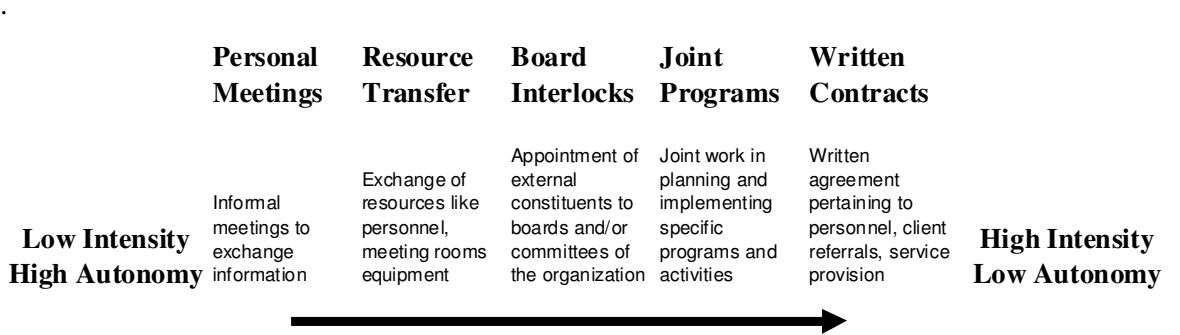 .
Personal
Meetings
Resource
Transfer
Board
Interlocks
Joint
Programs
Written
Contracts
Low Intensity
High Autonomy
Informal
meetings to
exchange
information
Exchange of
resources like
personnel,
meeting rooms
equipment
Appointment of
external
constituents to
boards and/or
committees of
the organization
Joint work in
planning and
implementing
specific
programs and
activities
Written
agreement
pertaining to
personnel, client
referrals, service
provision
High Intensity
Low Autonomy